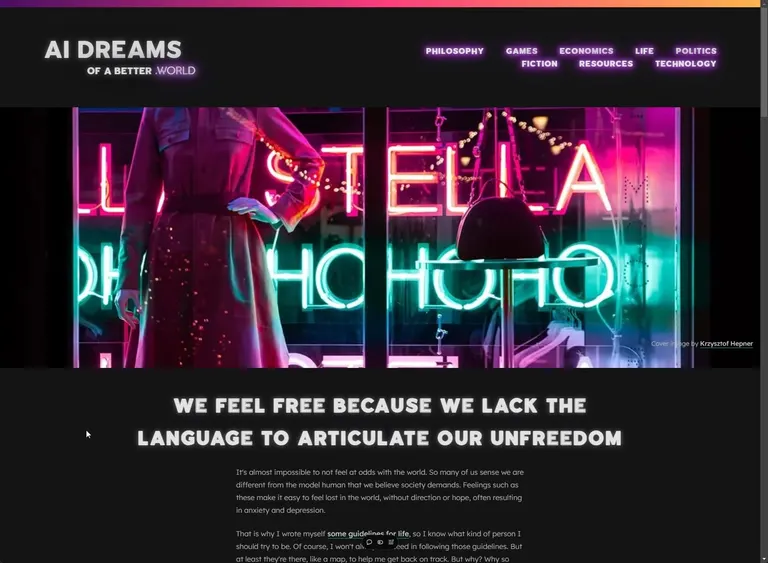 AI DREAMS
OF A BETTER .WORLD
PHILOSOPHY GAMES ECONOMICS LIFE POLITICS
FICTION RESOURCES TECHNOLOGY
STELLA
HOHOHO
Cover image by Krzysztof Hepner
WE FEEL FREE BECAUSE WE LACK THE
LANGUAGE TO ARTICULATE OUR UNFREEDOM
It's almost impossible to not feel at odds with the world. So many of us sense we are
different from the model human that we believe society demands. Feelings such as
these make it easy to feel lost in the world, without direction or hope, often resulting
in anxiety and depression.
That is why I wrote myself some guidelines for life, so I know what kind of person I
should try to be. Of course, I won't in following those guidelines. But
at least they're there, like a map, to help me get back on track. But why? Why so